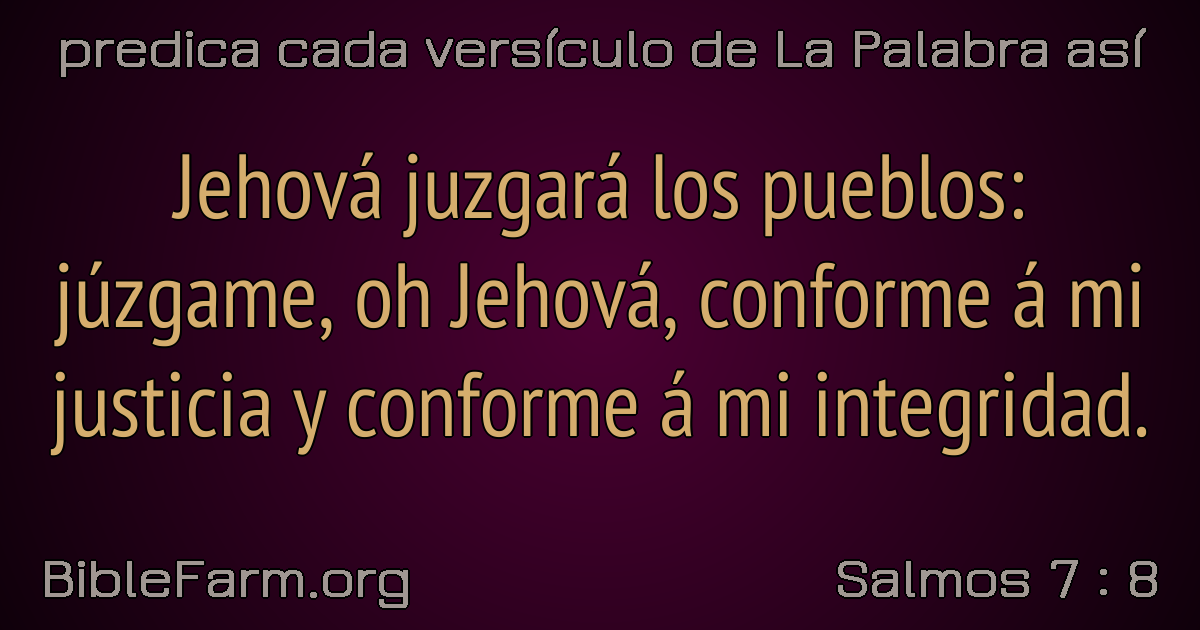 predica cada versículo de La Palabra así
Jehová juzgará los pueblos:
júzgame, oh Jehová, conforme á mi
justicia y conforme á mi integridad.
BibleFarm.org
Salmos 7 : 8